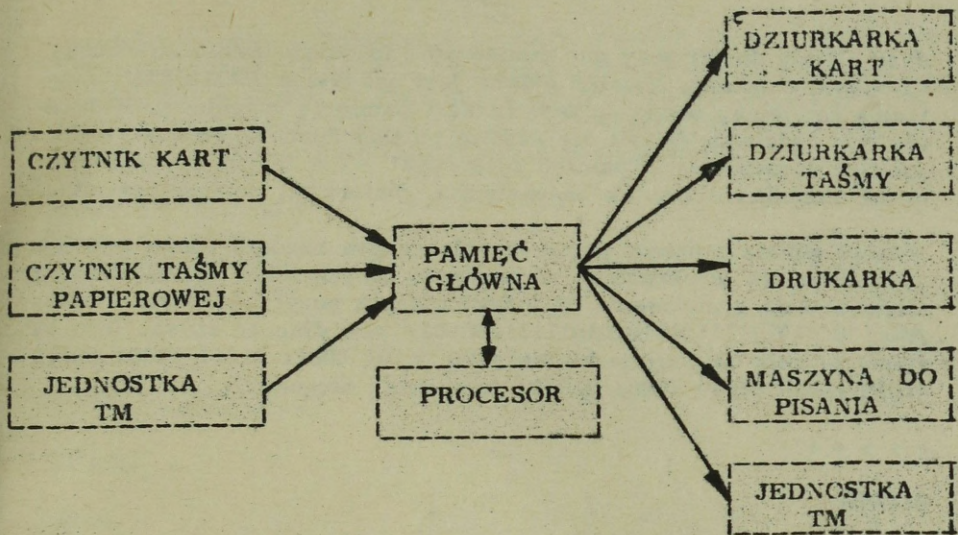 CZYTNIK KART
CZYTNIK TAŚMY
PAPIEROWEJ
JEDNOSTKA
TM
PAMIĘĆ
GŁÓWNA
PROCESOR
DZIURKARKA
KART
DZIURKARKA
TAŚMY
DRUKARKA
MASZYNA DO
PISANIA
JEDNOSTKA
TM